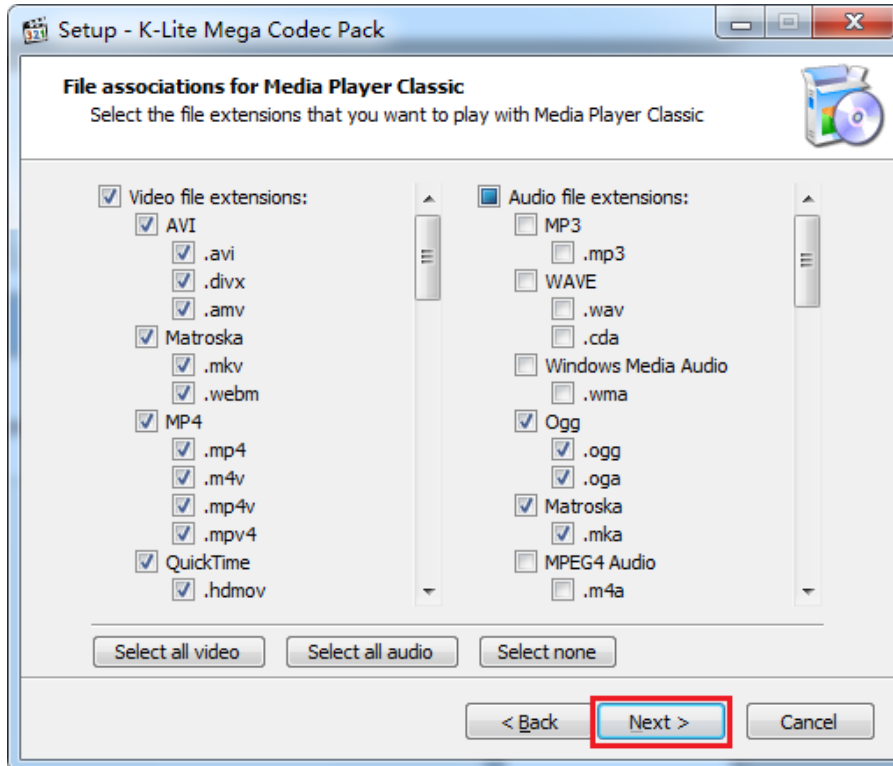 Setup - K-Lite Mega Codec Pack
File associations for Media Player Classic
Select the file extensions that you want to play with Media Player Classic
Video file extensions:
AVI
.avi
.divx
.amv
Matroska
.mkv
.webm
MP4
.mp4
.m4v
.mp4v
.mpv4
QuickTime
.hdmov
Audio file extensions:
MP3
.mp3
WAVE
.wav
.cda
Windows Media Audio
.wma
Ogg
.ogg
.oga
Matroska
.mka
MPEG4 Audio
.m4a
Select all video
Select all audio
Select none
< Back
Next >
Cancel